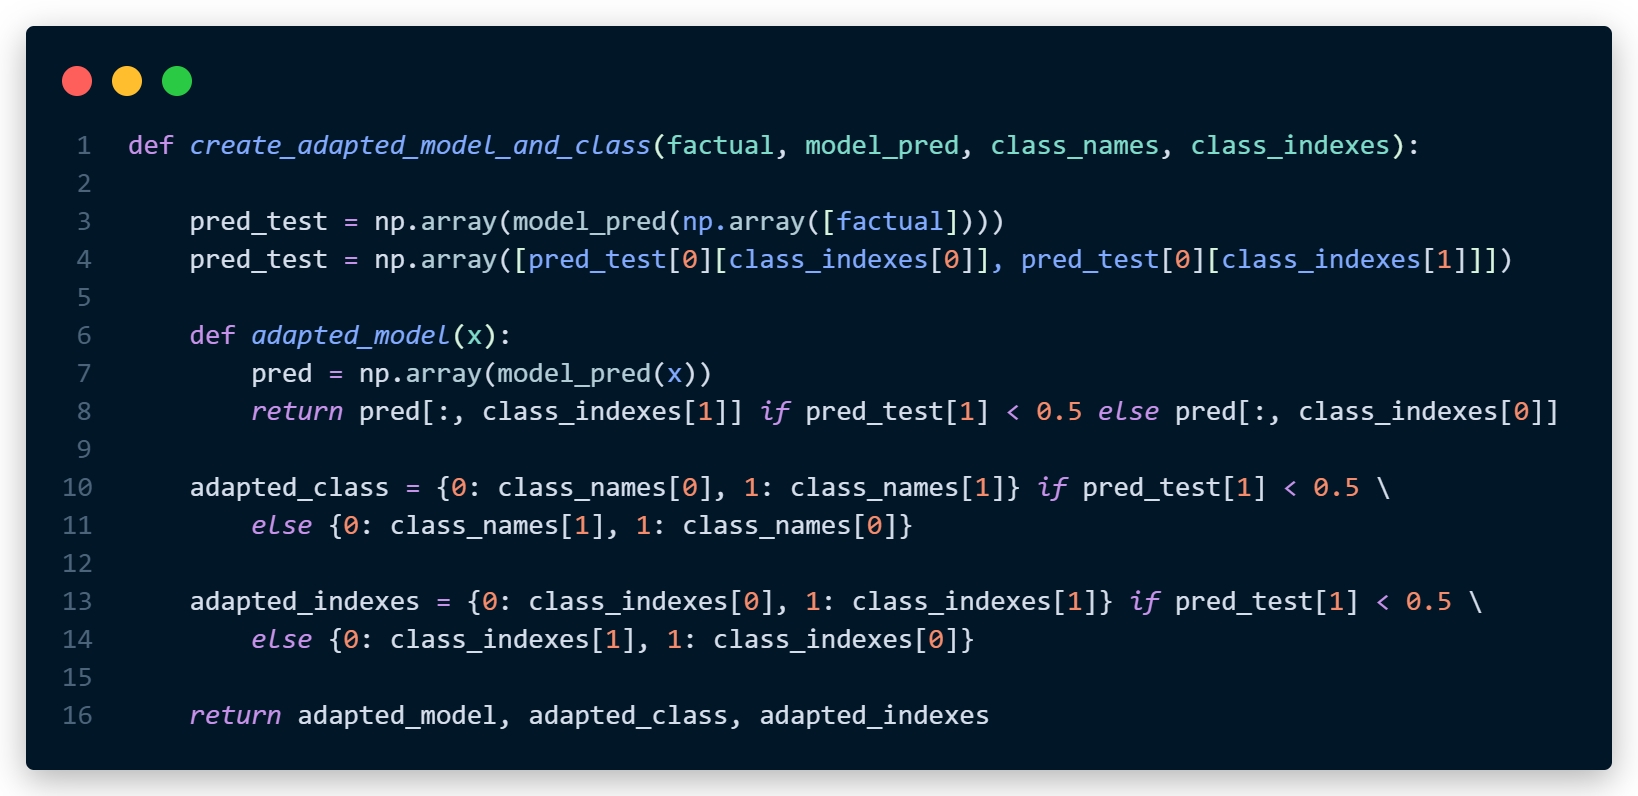 1 def create_adapted_model_and_class(factual, model_pred, class_names, class_indexes):
2
3     pred_test = np.array(model_pred(np.array([factual])))
4     pred_test = np.array([pred_test[0][class_indexes[0]], pred_test[0][class_indexes[1]]])
5
6     def adapted_model(x):
7         pred = np.array(model_pred(x))
8         return pred[:, class_indexes[1]] if pred_test[1] < 0.5 else pred[:, class_indexes[0]]
9
10     adapted_class = {0: class_names[0], 1: class_names[1]} if pred_test[1] < 0.5 \
11         else {0: class_names[1], 1: class_names[0]}
12
13     adapted_indexes = {0: class_indexes[0], 1: class_indexes[1]} if pred_test[1] < 0.5 \
14         else {0: class_indexes[1], 1: class_indexes[0]}
15
16     return adapted_model, adapted_class, adapted_indexes